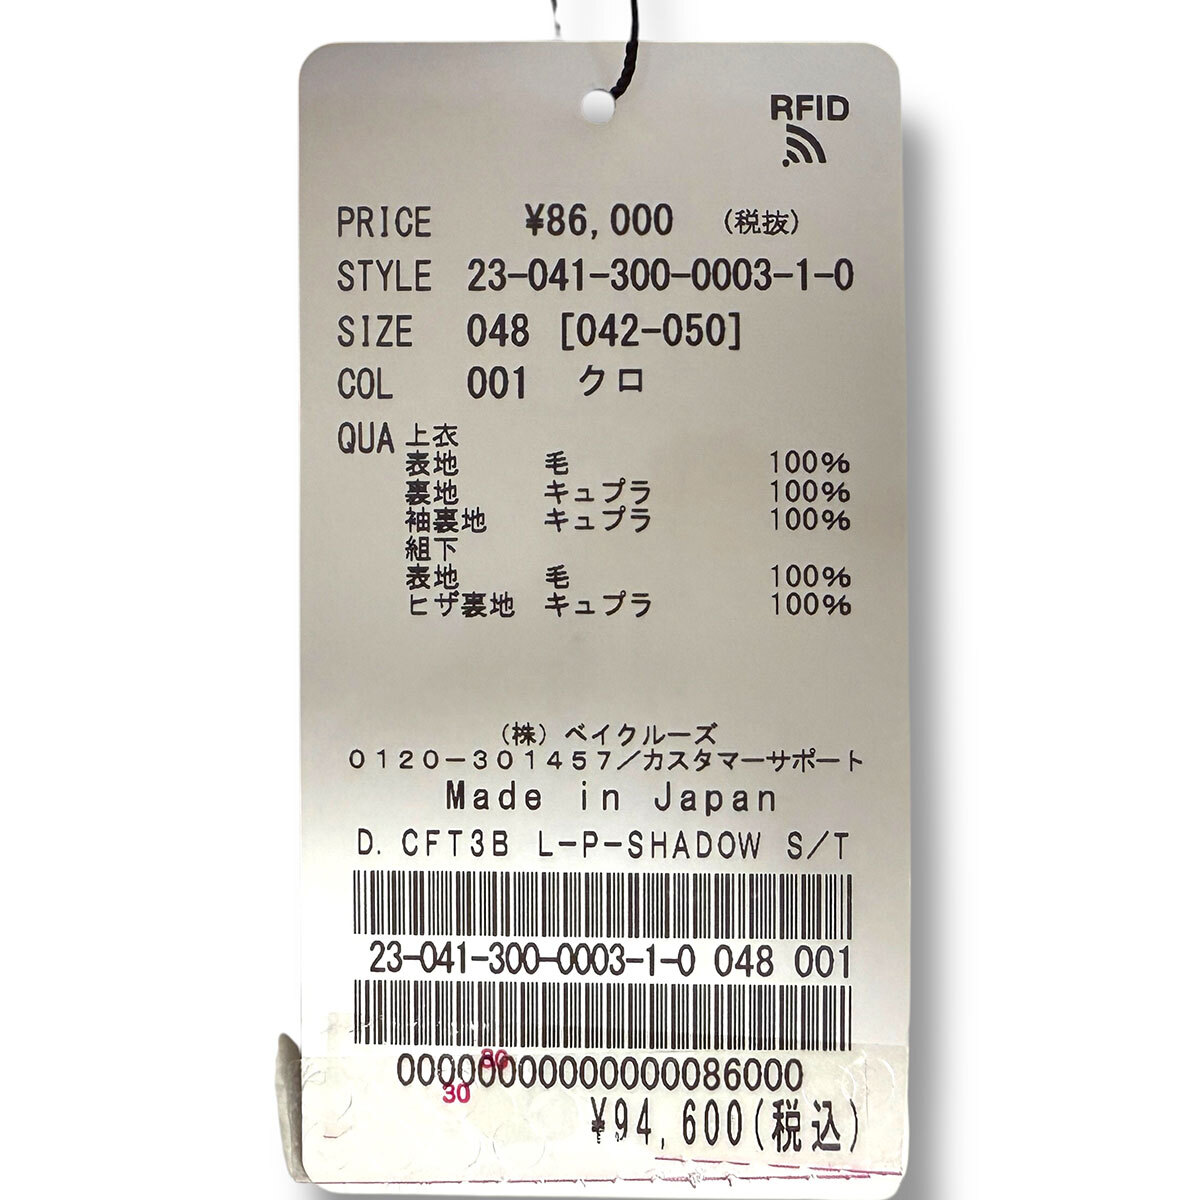 RFID
PRICE ¥86,000 (税抜)
STYLE 23-041-300-0003-1-0
SIZE 048 [042-050]
COL 001 クロ
QUA 上衣
表地 毛 100%
裏地 キュプラ 100%
袖裏地 キュプラ 100%
組下
表地 毛 100%
ヒザ裏地 キュプラ 100%
(株) ベイクルーズ
0120-301457/カスタマーサポート
Made in Japan
D. CFT3B L-P-SHADOW S/T
23-041-300-0003-1-0 048 001
80
00000000000000086000
30
¥94,600(税込)